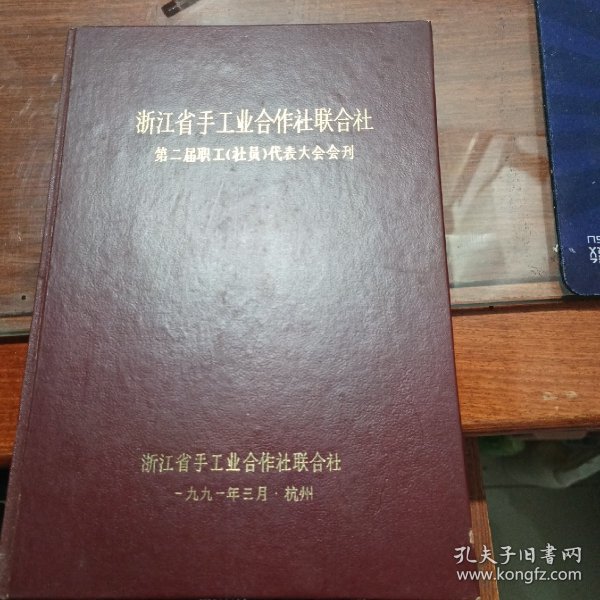 浙江省手工业合作社联合社
第二届职工(社员)代表大会会刊
浙江省手工业合作社联合社
一九九一年三月·杭州
孔夫子旧书网
www.kongfz.com